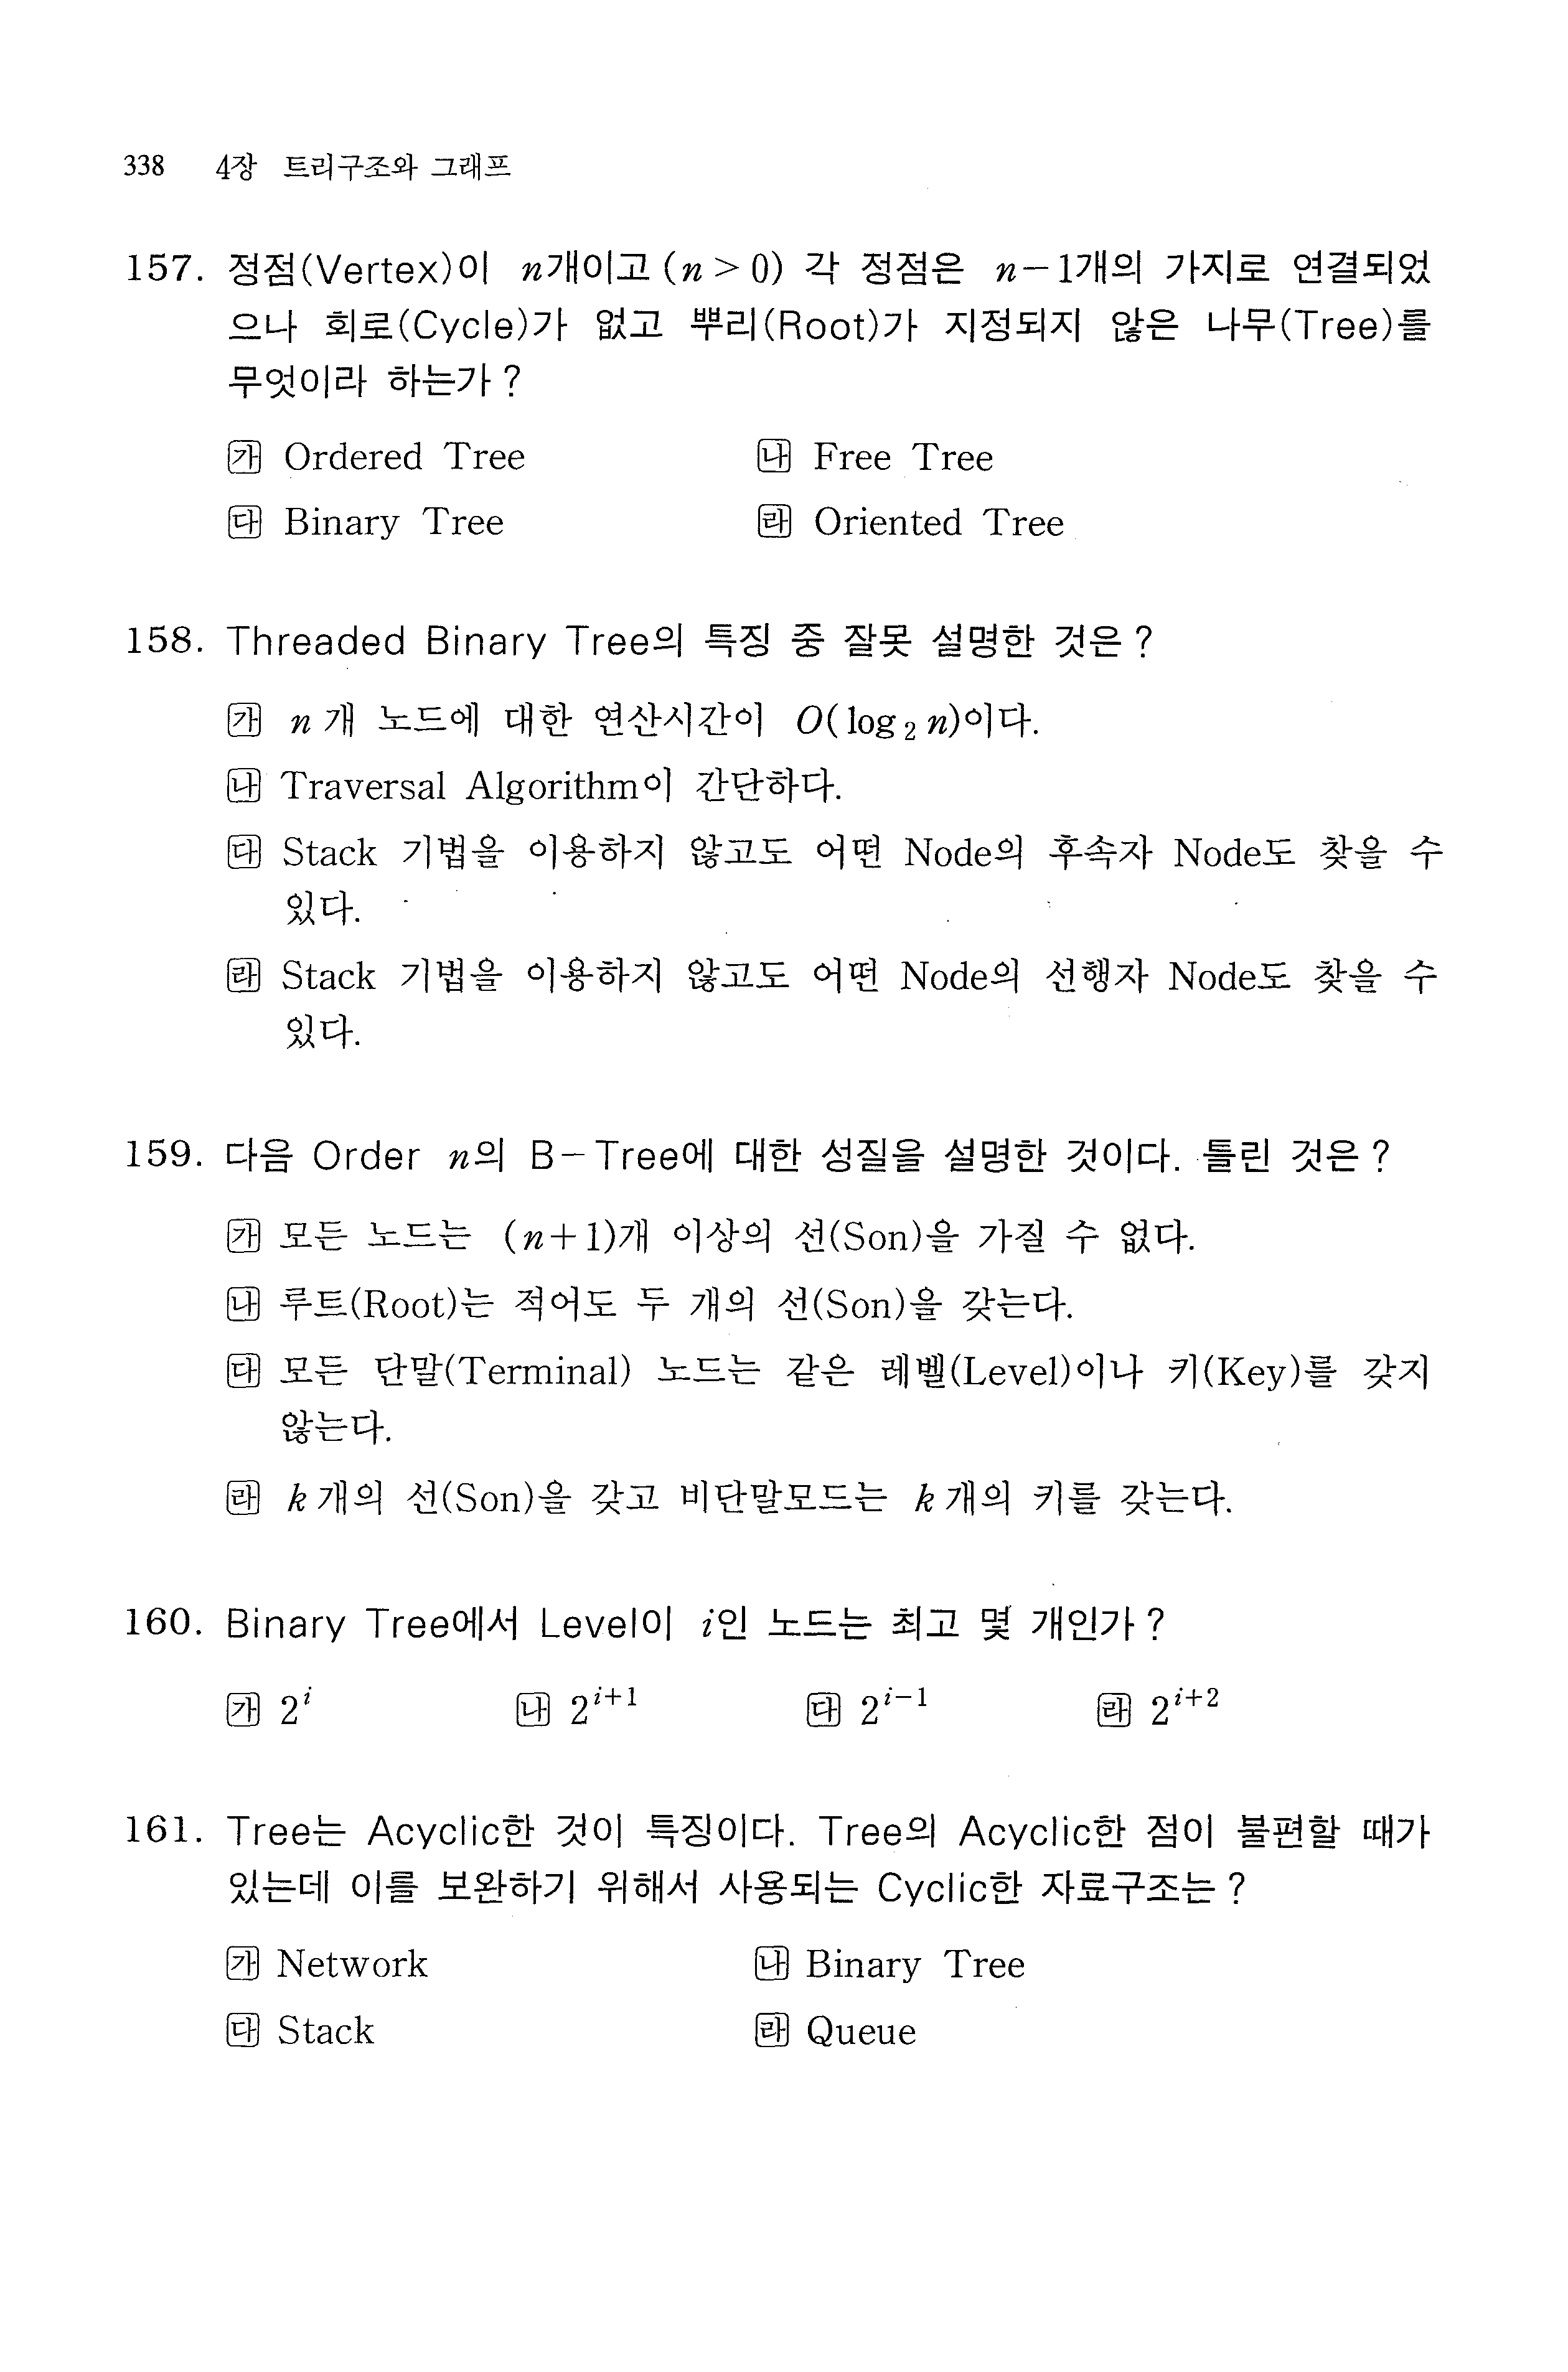 338 4장 트리구조와 그래프
157. 정점(Vertex)이 n개이고 (n > 0) 각 정점은 n-1개의 가지로 연결되었
으나 회로(Cycle)가 없고 뿌리(Root)가 지정되지 않은 나무(Tree)를
무엇이라 하는가 ?
㉮ Ordered Tree ㉯ Free Tree
㉰ Binary Tree ㉱ Oriented Tree
158. Threaded Binary Tree의 특징 중 잘못 설명한 것은 ?
㉮ n 개 노드에 대한 연산시간이 O( log₂ n)이다.
㉯ Traversal Algorithm이 간단하다.
㉰ Stack 기법을 이용하지 않고도 어떤 Node의 후속자 Node도 찾을 수
있다.
㉱ Stack 기법을 이용하지 않고도 어떤 Node의 선행자 Node도 찾을 수
있다.
159. 다음 Order n의 B-Tree에 대한 성질을 설명한 것이다. 틀린 것은 ?
㉮ 모든 노드는 (n+1)개 이상의 선(Son)을 가질 수 없다.
㉯ 루트(Root)는 적어도 두 개의 선(Son)을 갖는다.
㉰ 모든 단말(Terminal) 노드는 같은 레벨(Level)이나 키(Key)를 갖지
않는다.
㉱ k개의 선(Son)을 갖고 비단말모드는 k개의 키를 갖는다.
160. Binary Tree에서 Level이 i인 노드는 최고 몇 개인가 ?
㉮ 2ⁱ ㉯ 2ⁱ⁺¹ ㉰ 2ⁱ⁻¹ ㉱ 2ⁱ⁺²
161. Tree는 Acyclic한 것이 특징이다. Tree의 Acyclic한 점이 불편할 때가
있는데 이를 보완하기 위해서 사용되는 Cyclic한 자료구조는 ?
㉮ Network ㉯ Binary Tree
㉰ Stack ㉱ Queue